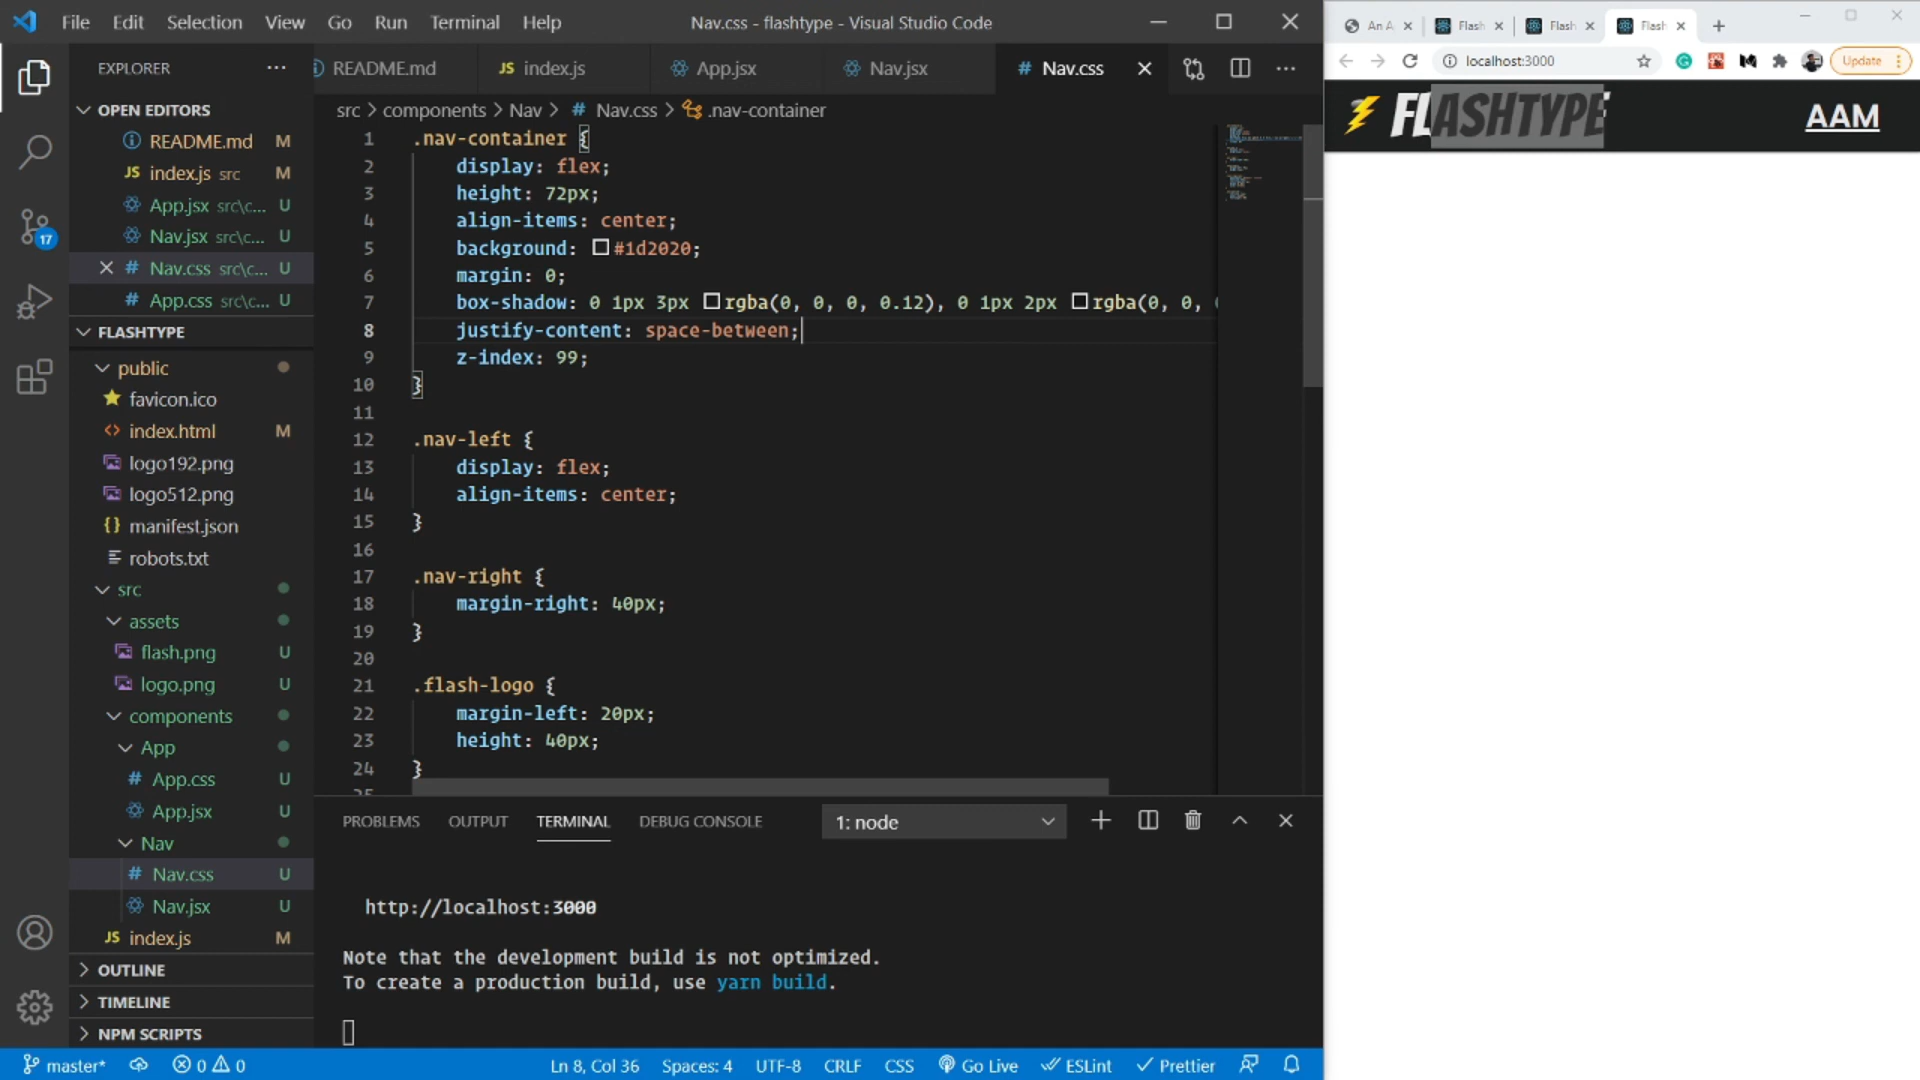 File Edit Selection View Go Run Terminal Help
Nav.css - flashtype - Visual Studio Code
EXPLORER
OPEN EDITORS
README.md M
JS index.js src M
App.jsx src\c... U
Nav.jsx src\c... U
# Nav.css src\c... U
# App.css src\c... U
FLASHTYPE
public
favicon.ico
<> index.html M
logo192.png
logo512.png
{} manifest.json
robots.txt
src
assets
flash.png U
logo.png U
components
App
# App.css U
App.jsx U
Nav
# Nav.css U
Nav.jsx U
JS index.js M
OUTLINE
TIMELINE
NPM SCRIPTS
17
README.md
JS index.js
App.jsx
Nav.jsx
# Nav.css
src > components > Nav > # Nav.css > .nav-container
1 .nav-container {
2 display: flex;
3 height: 72px;
4 align-items: center;
5 background: #1d2020;
6 margin: 0;
7 box-shadow: 0 1px 3px rgba(0, 0, 0, 0.12), 0 1px 2px rgba(0, 0,
8 justify-content: space-between;
9 z-index: 99;
10 }
11
12 .nav-left {
13 display: flex;
14 align-items: center;
15 }
16
17 .nav-right {
18 margin-right: 40px;
19 }
20
21 .flash-logo {
22 margin-left: 20px;
23 height: 40px;
24 }
PROBLEMS OUTPUT TERMINAL DEBUG CONSOLE
1: node
http://localhost:3000
Note that the development build is not optimized.
To create a production build, use yarn build.
master* 0 0
Ln 8, Col 36 Spaces: 4 UTF-8 CRLF CSS Go Live ESLint Prettier
An A
Flash
Flash
Flash
localhost:3000
Update
FLASHTYPE
AAM